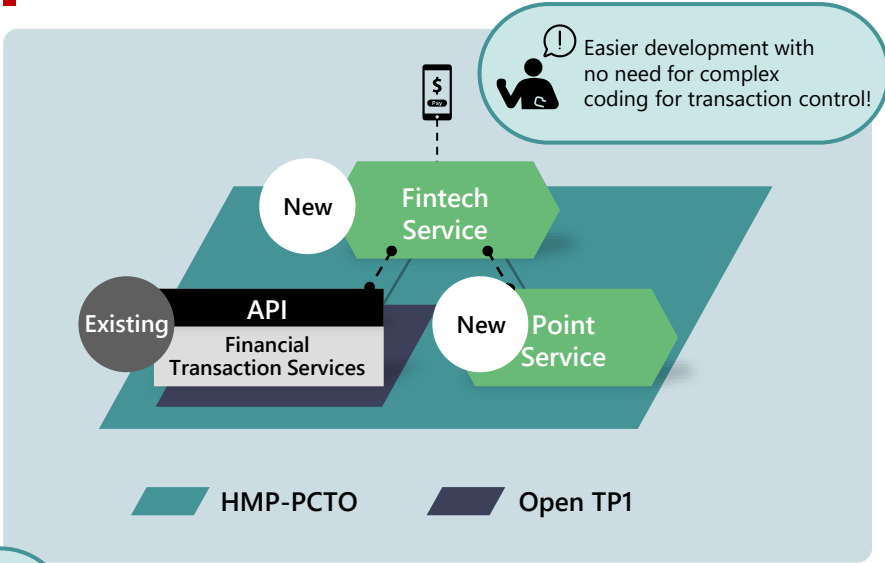 Easier development with
no need for complex
coding for transaction control!
$
Pay
New
Fintech
Service
Existing
API
Financial
Transaction Services
New
Point
Service
HMP-PCTO
Open TP1